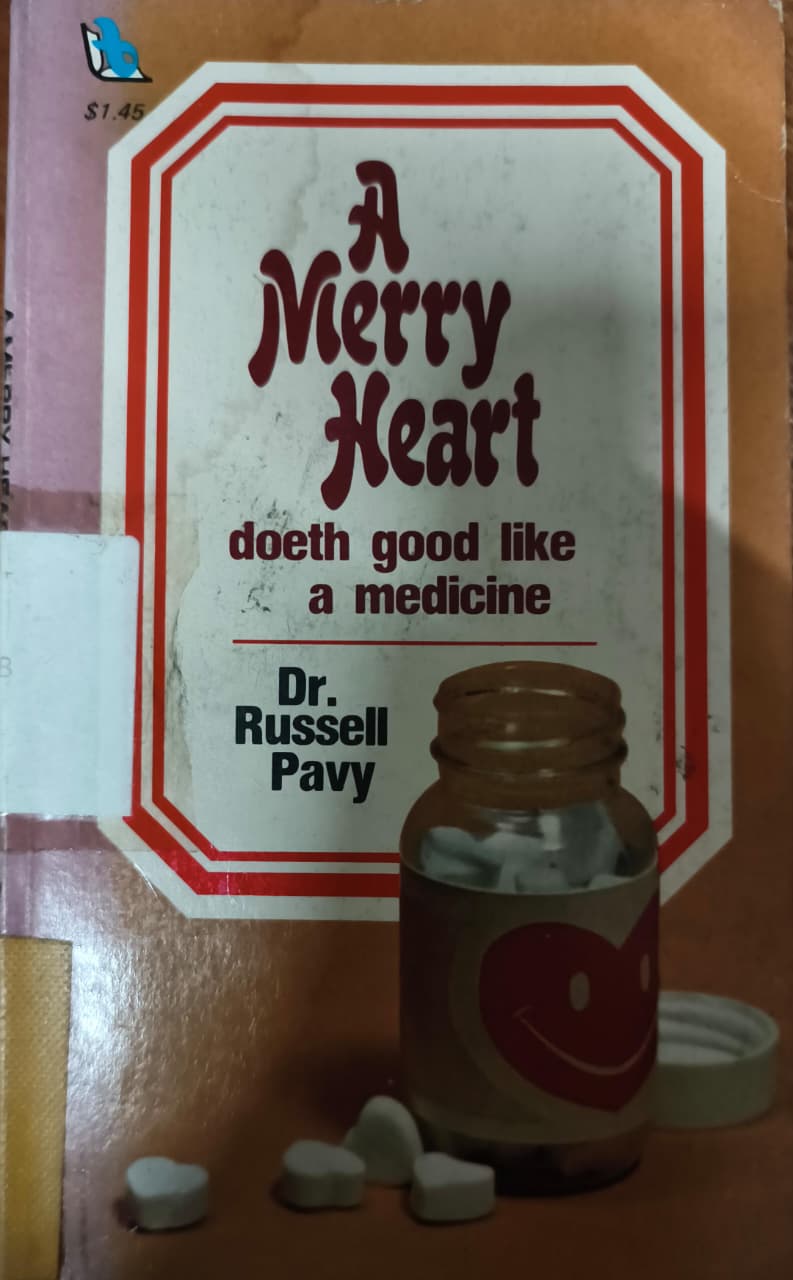 $1.45
A
Merry
Heart
doeth good like
a medicine
Dr.
Russell
Pavy